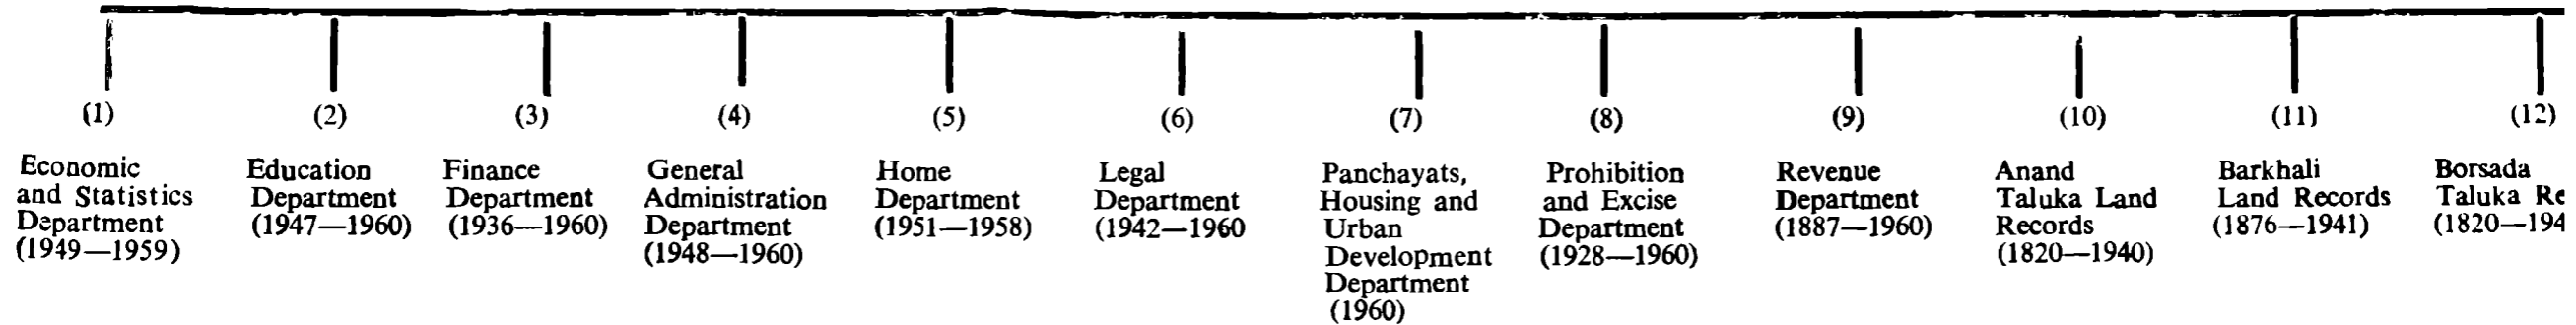 (1)
Economic
and Statistics
Department
(1949—1959)
(2)
Education
Department
(1947—1960)
(3)
Finance
Department
(1936—1960)
(4)
General
Administration
Department
(1948—1960)
(5)
Home
Department
(1951—1958)
(6)
Legal
Department
(1942—1960
(7)
Panchayats,
Housing and
Urban
Development
Department
(1960)
(8)
Prohibition
and Excise
Department
(1928—1960)
(9)
Revenue
Department
(1887—1960)
(10)
Anand
Taluka Land
Records
(1820—1940)
(11)
Barkhali
Land Records
(1876—1941)
(12)
Borsada
Taluka Re
(1820—194